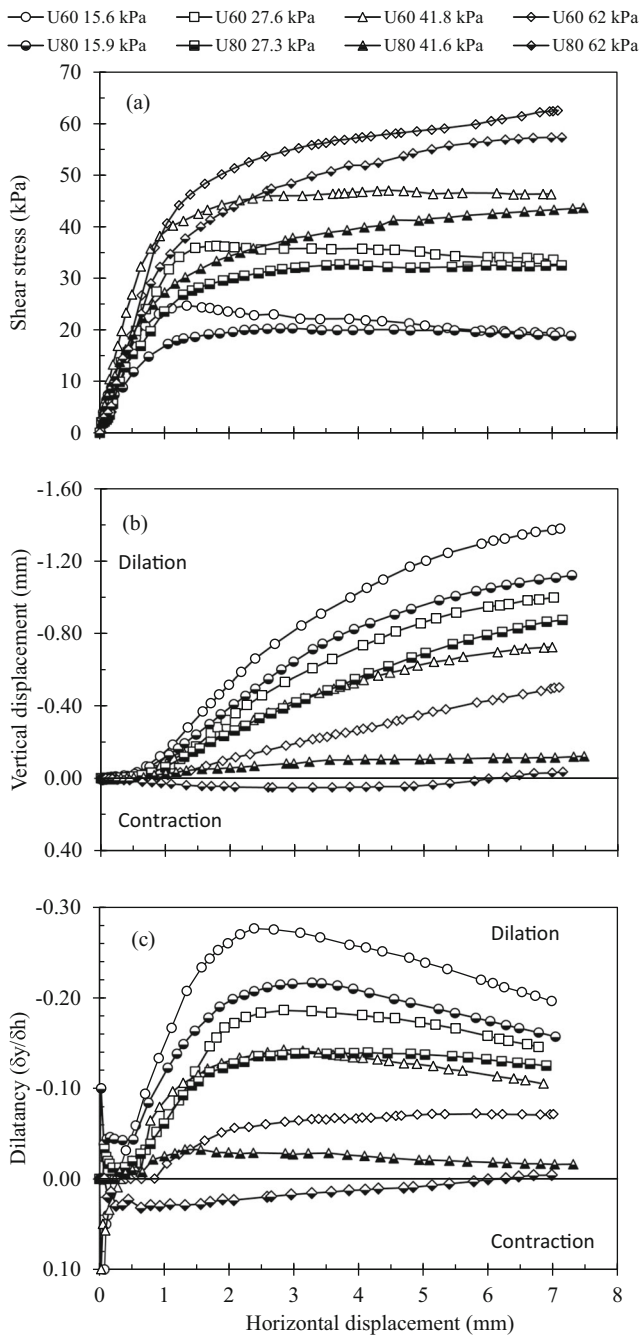 U60 15.6 kPa U60 27.6 kPa U60 41.8 kPa U60 62 kPa
U80 15.9 kPa U80 27.3 kPa U80 41.6 kPa U80 62 kPa
70
60
50
40
30
20
10
0
Shear stress (kPa)
(a)
-1.60
-1.20
-0.80
-0.40
0.00
0.40
Vertical displacement (mm)
(b)
Dilation
Contraction
-0.30
-0.20
-0.10
0.00
0.10
Dilatancy (δy/δh)
(c)
Dilation
Contraction
0 1 2 3 4 5 6 7 8
Horizontal displacement (mm)